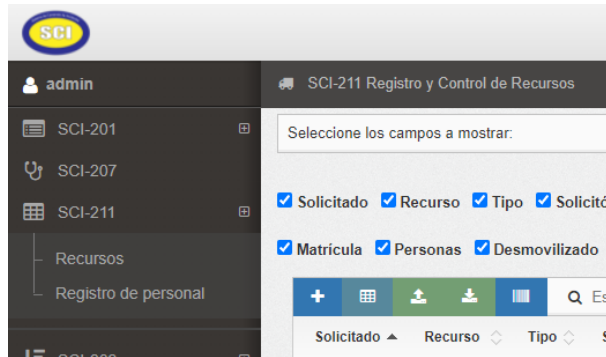 SCI
admin
SCI-211 Registro y Control de Recursos
SCI-201
Seleccione los campos a mostrar:
SCI-207
SCI-211
Solicitado Recurso Tipo Solicitó
Recursos
Matrícula Personas Desmovilizado
Registro de personal
Solicitado Recurso Tipo